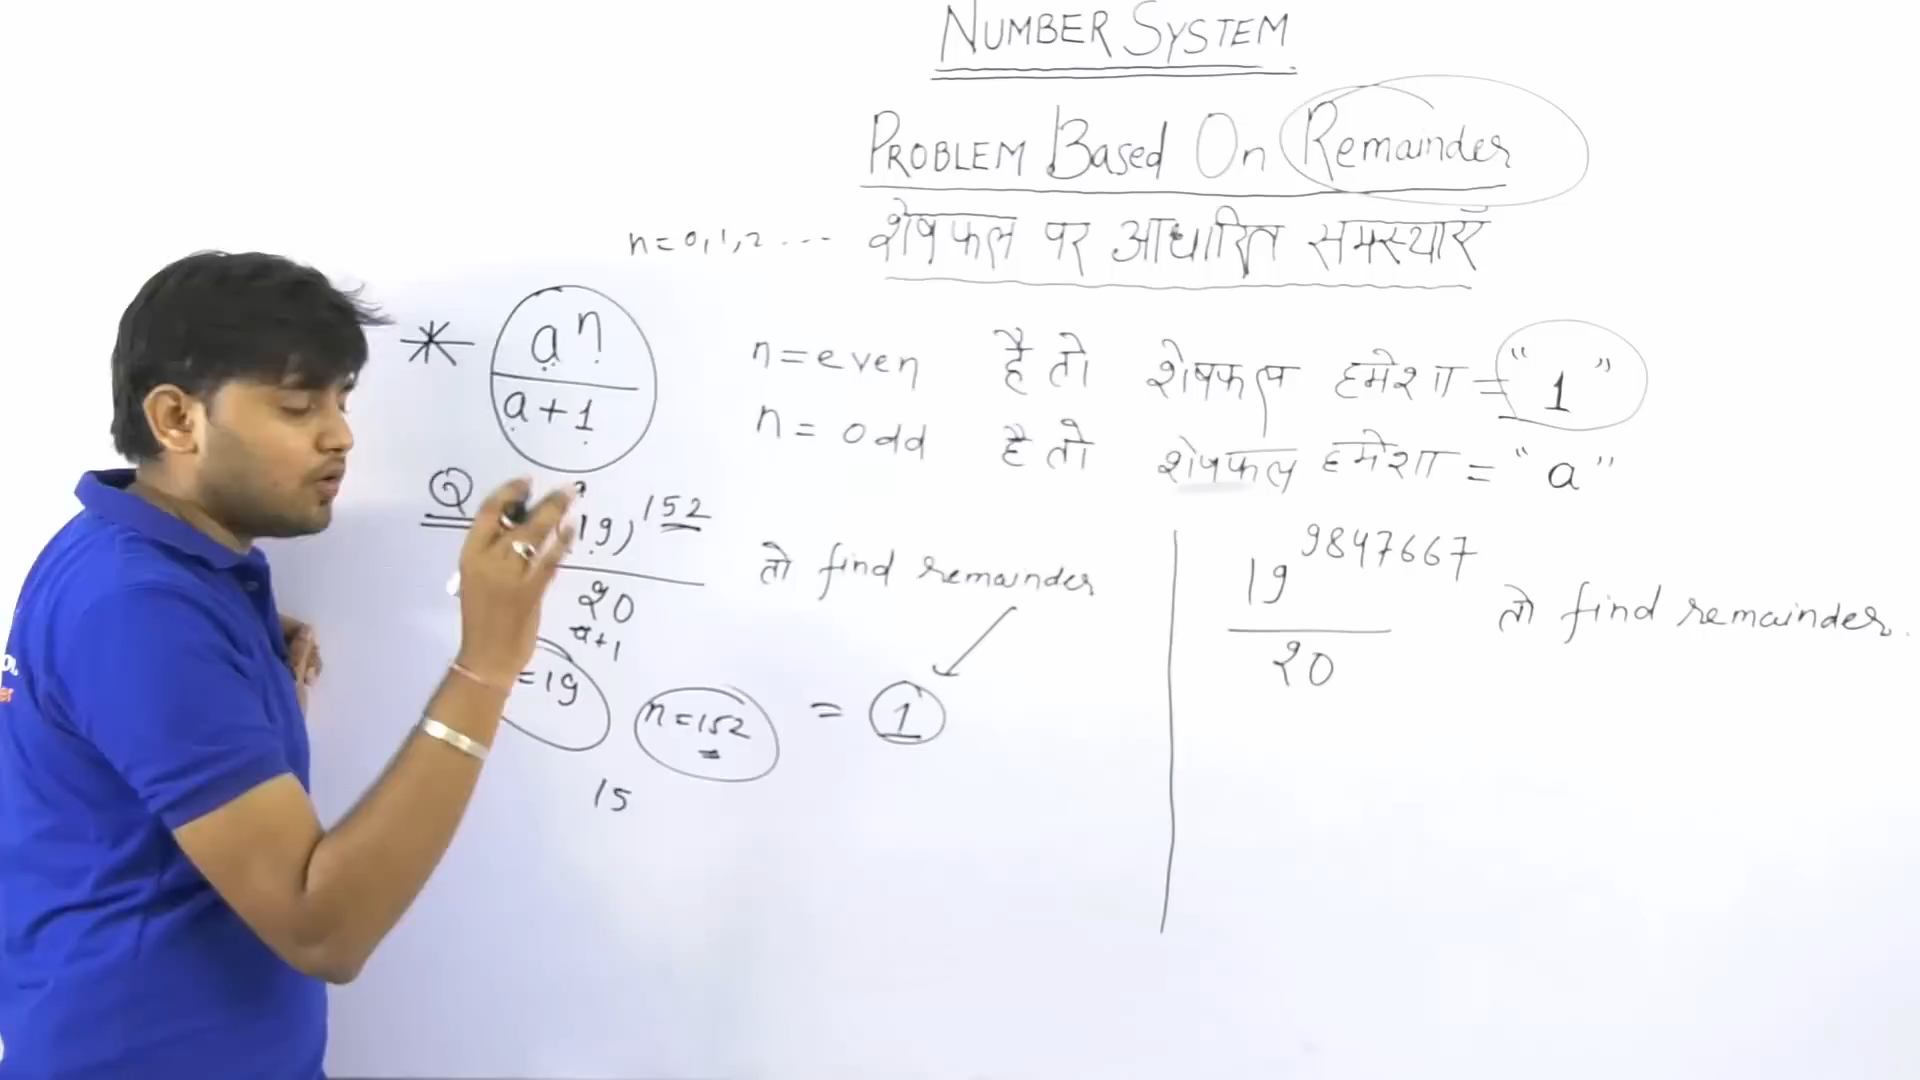 NUMBER SYSTEM
PROBLEM Based On Remainder
n=0,1,2... शेषफल पर आधारित समस्याएँ
* aⁿ
a+1
n=even है तो शेषफल हमेशा = "1"
n=odd है तो शेषफल हमेशा = "a"
Q
a
(19)^152
20
a+1
तो find remainder
=19
n=152
= 1
15
19^9847667
20
तो find remainder.